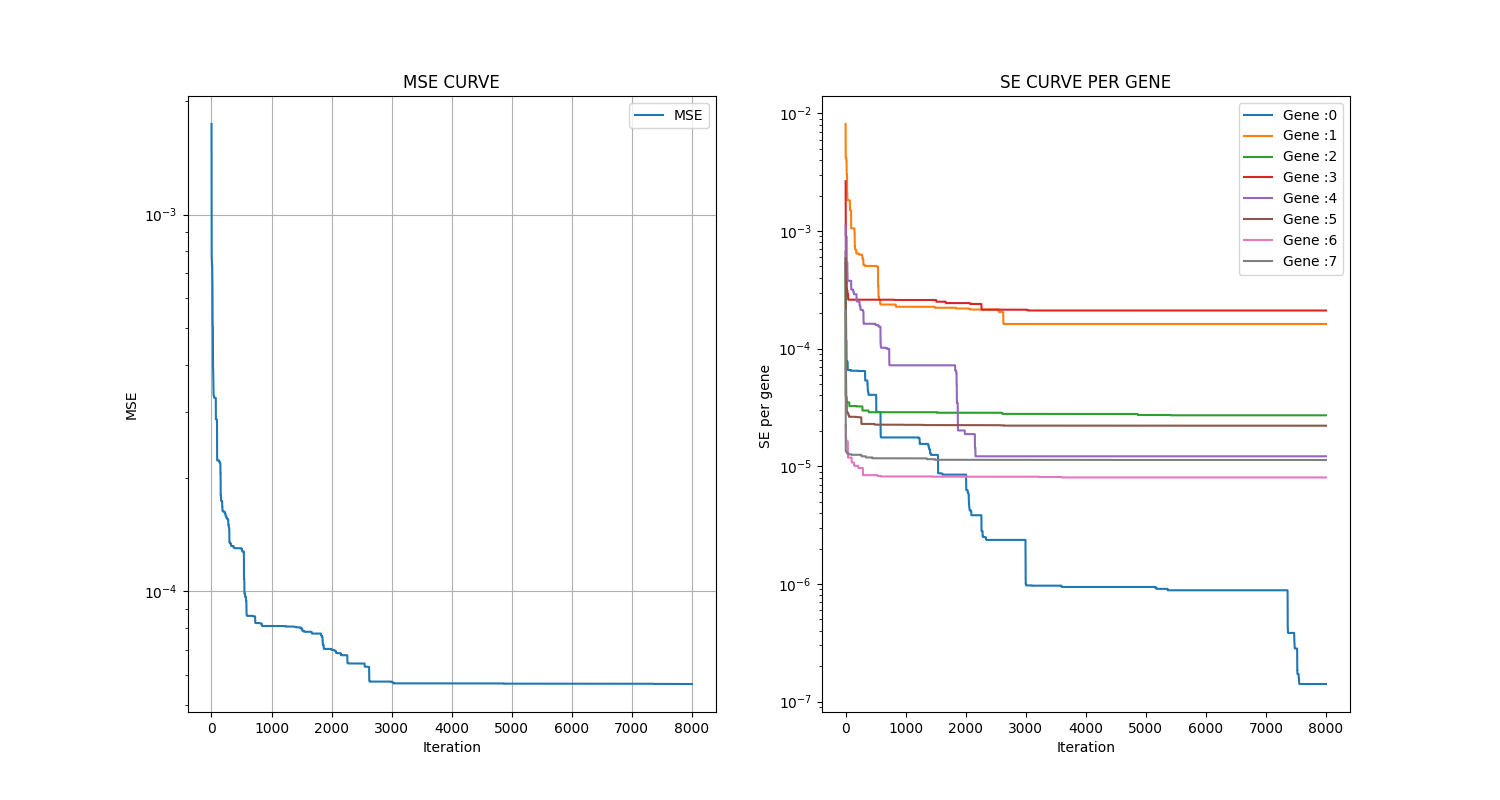 MSE CURVE
MSE
10^-3
10^-4
MSE
0 1000 2000 3000 4000 5000 6000 7000 8000
Iteration
SE CURVE PER GENE
Gene :0
Gene :1
Gene :2
Gene :3
Gene :4
Gene :5
Gene :6
Gene :7
10^-2
10^-3
10^-4
10^-5
10^-6
10^-7
SE per gene
0 1000 2000 3000 4000 5000 6000 7000 8000
Iteration